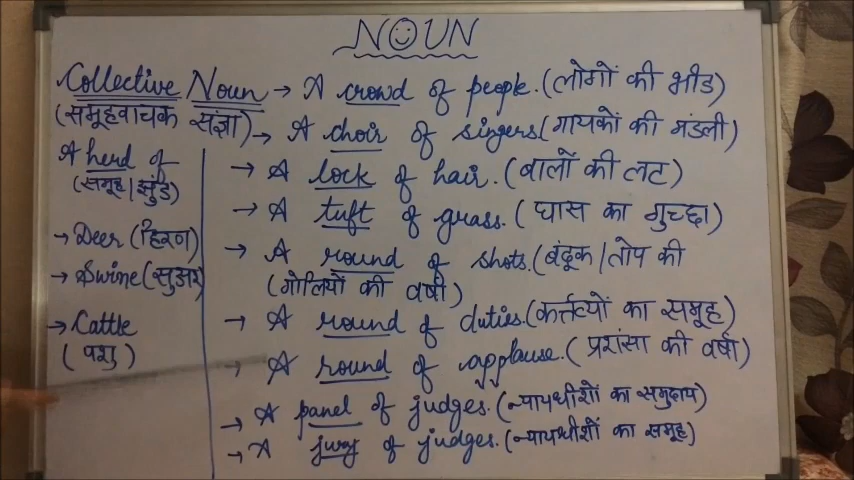 NOUN
Collective Noun → A crowd of people. (लोगों की भीड)
(समूहवाचक संज्ञा) → A choir of singers (गायकों की मंडली)
A herd of
(समूह / झुंड)
→ Deer (हिरण)
→ Swine (सुअर)
→ Cattle
(पशु)
→ A lock of hair. (बालों की लट)
→ A tuft of grass. (घास का गुच्छा)
→ A round of shots. (बंदूक / तोप की
(गोलियों की वर्षा)
→ A round of duties. (कर्त्तव्यों का समूह)
→ A round of applause. (प्रशंसा की वर्षा)
→ A panel of judges. (न्यायधीशों का समुदाय)
→ A jury of judges. (न्यायधीशों का समूह)